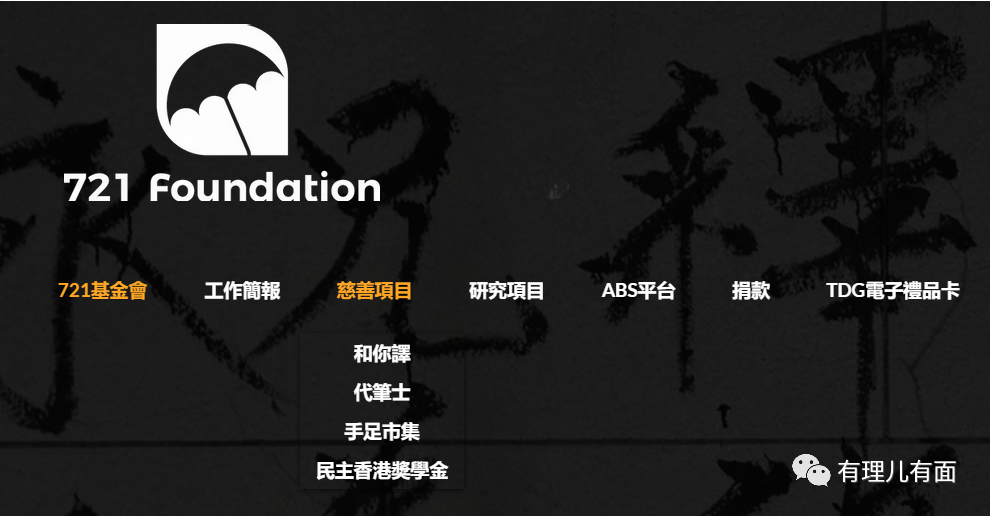 721 Foundation
721基金會 工作簡報 慈善項目 研究項目 ABS平台 捐款 TDG電子禮品卡
和你譯
代筆士
手足市集
民主香港獎學金
有理儿有面